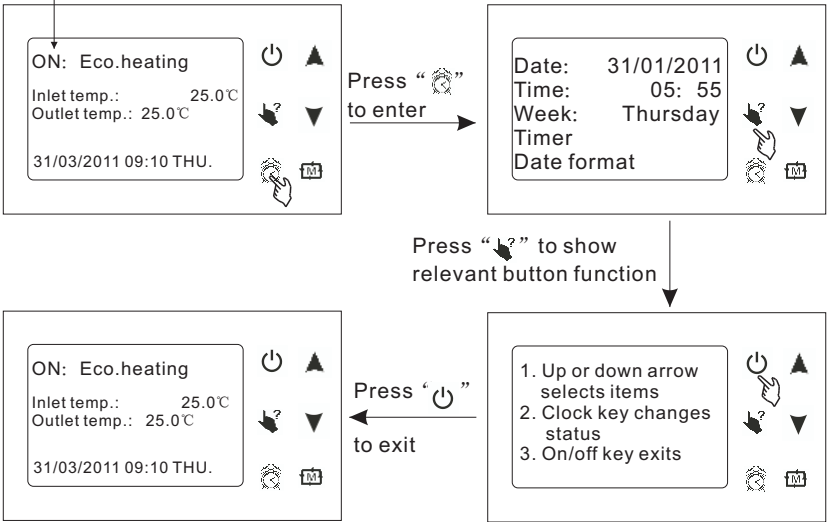 ON: Eco.heating
Inlet temp.: 25.0℃
Outlet temp.: 25.0℃
31/03/2011 09:10 THU.
M
Press “ ”
to enter
Date: 31/01/2011
Time: 05: 55
Week: Thursday
Timer
Date format
?
M
Press “ ? ” to show
relevant button function
1. Up or down arrow
selects items
2. Clock key changes
status
3. On/off key exits
?
M
Press ‘ ”
to exit
ON: Eco.heating
Inlet temp.: 25.0℃
Outlet temp.: 25.0℃
31/03/2011 09:10 THU.
?
M